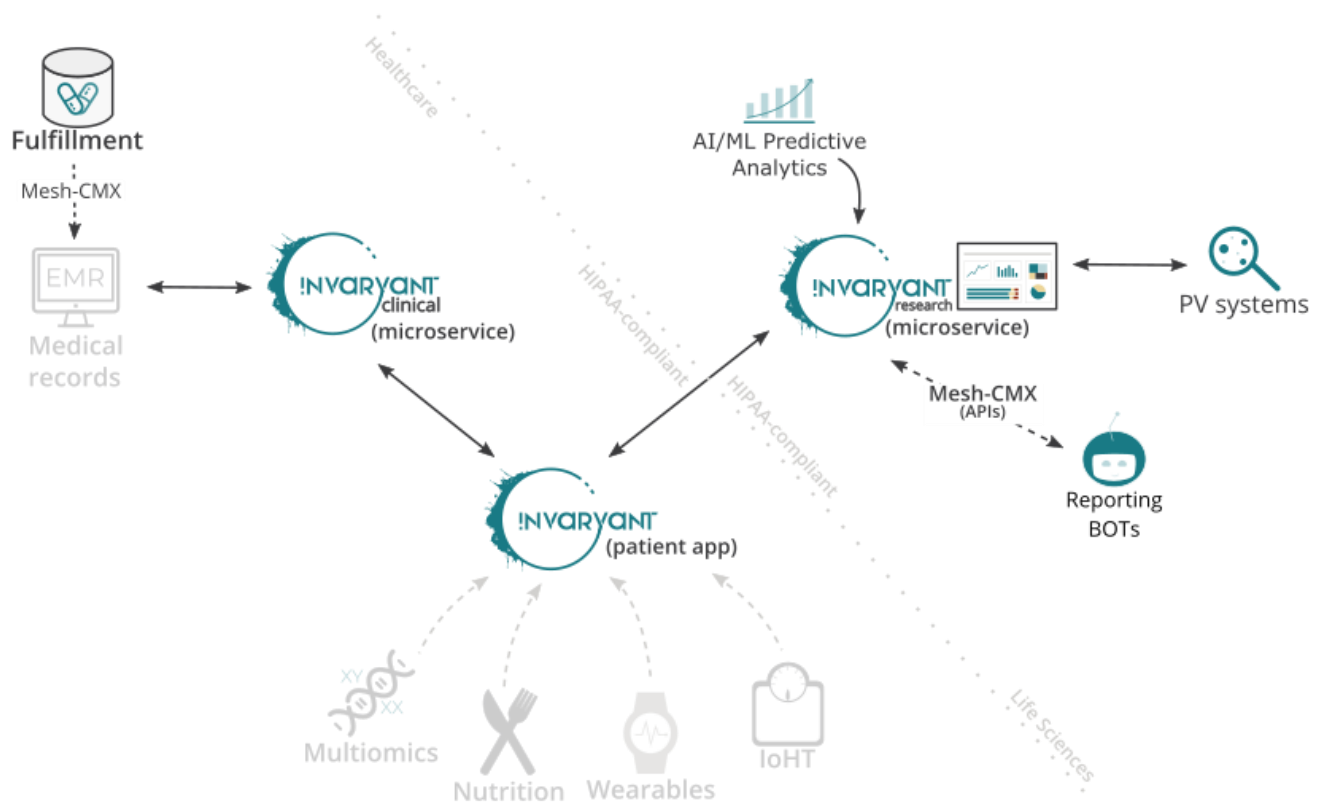 Healthcare
Fulfillment
Mesh-CMX
EMR
Medical
records
!NVARYANT
clinical
(microservice)
HIPAA-compliant
HIPAA-compliant
Life Sciences
AI/ML Predictive
Analytics
!NVARYANT
research
(microservice)
PV systems
Mesh-CMX
(APIs)
Reporting
BOTs
!NVARYANT
(patient app)
XY
XX
Multiomics
Nutrition
Wearables
IoHT